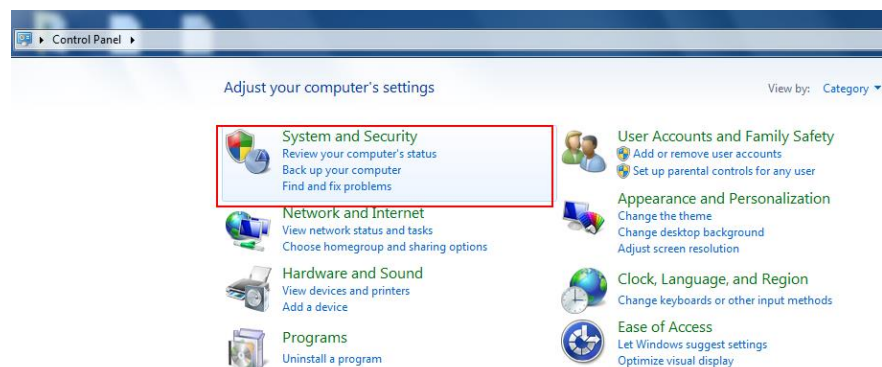 Control Panel
Adjust your computer's settings
View by: Category
System and Security
Review your computer's status
Back up your computer
Find and fix problems
Network and Internet
View network status and tasks
Choose homegroup and sharing options
Hardware and Sound
View devices and printers
Add a device
Programs
Uninstall a program
User Accounts and Family Safety
Add or remove user accounts
Set up parental controls for any user
Appearance and Personalization
Change the theme
Change desktop background
Adjust screen resolution
Clock, Language, and Region
Change keyboards or other input methods
Ease of Access
Let Windows suggest settings
Optimize visual display